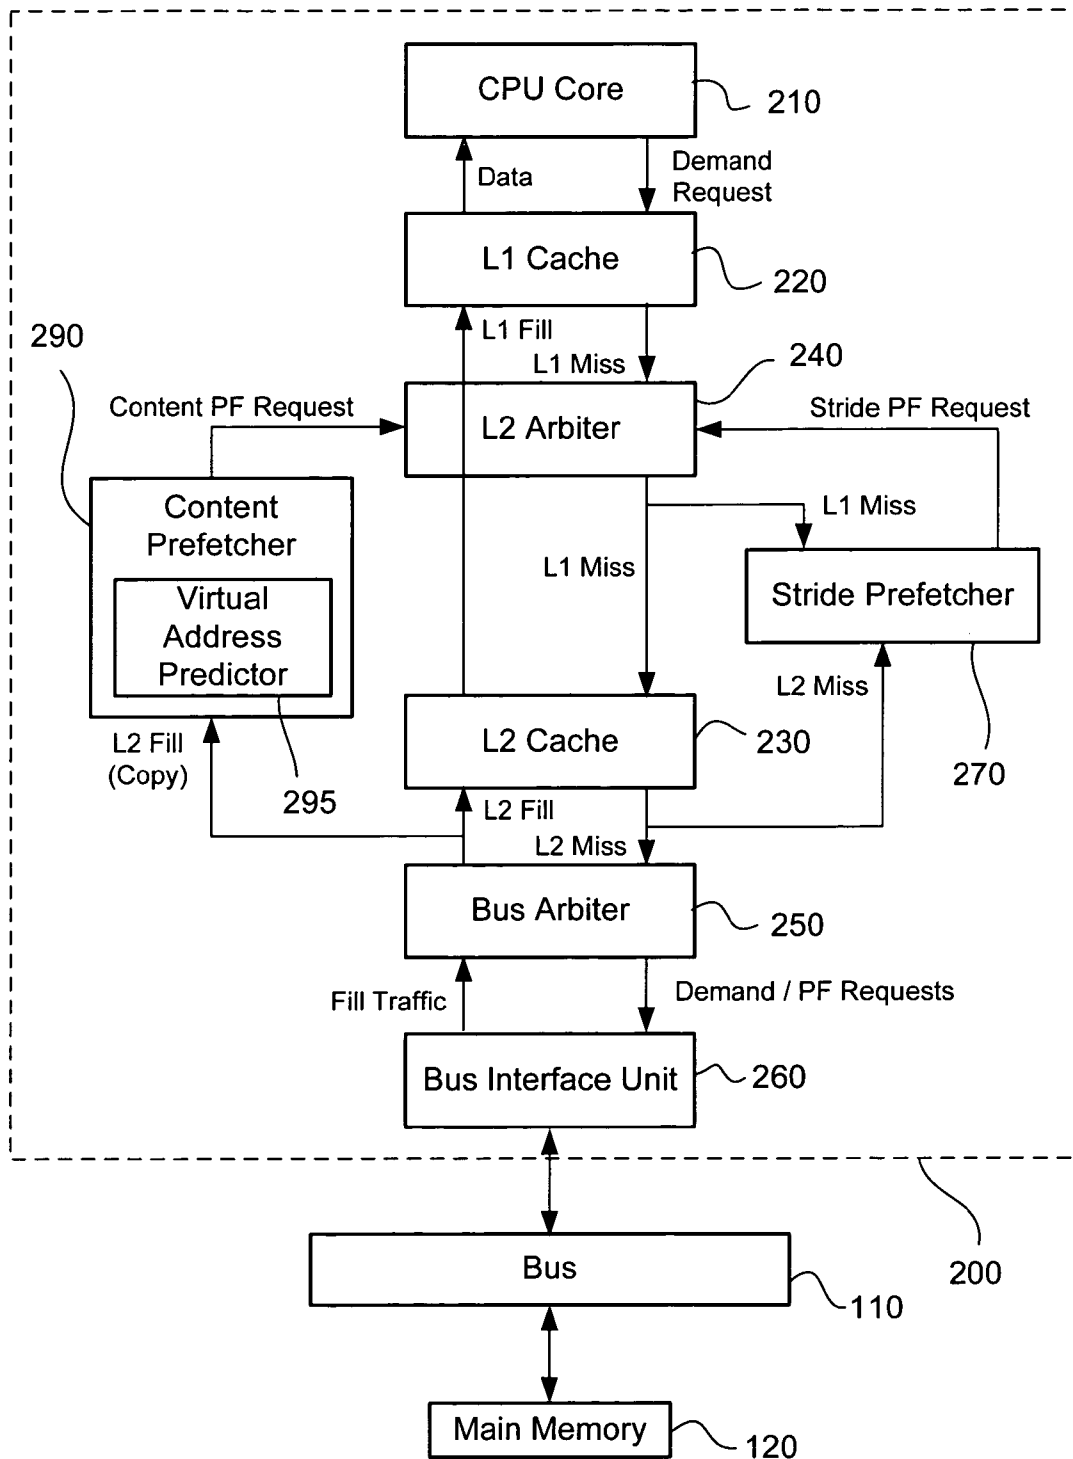 CPU Core
210
Data
Demand
Request
L1 Cache
220
290
L1 Fill
L1 Miss
240
Content PF Request
L2 Arbiter
Stride PF Request
Content
Prefetcher
L1 Miss
L1 Miss
Stride Prefetcher
Virtual
Address
Predictor
L2 Miss
L2 Fill
(Copy)
L2 Cache
230
270
295
L2 Fill
L2 Miss
Bus Arbiter
250
Fill Traffic
Demand / PF Requests
Bus Interface Unit
260
200
Bus
110
Main Memory
120